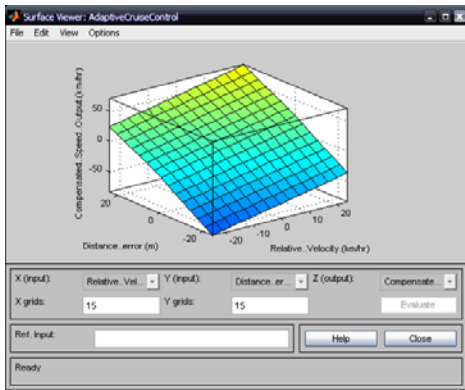 Surface Viewer: AdaptiveCruiseControl
File Edit View Options
Compensated..Speed..Output.(km/hr)
50
0
-50
20
0
-20
-20
-10
0
10
20
Distance..error.(m)
Relative..Velocity.(km/hr)
X (input): Relative..Vel... Y (input): Distance..er... Z (output): Compensate...
X grids: 15 Y grids: 15 Evaluate
Ref. Input: Help Close
Ready